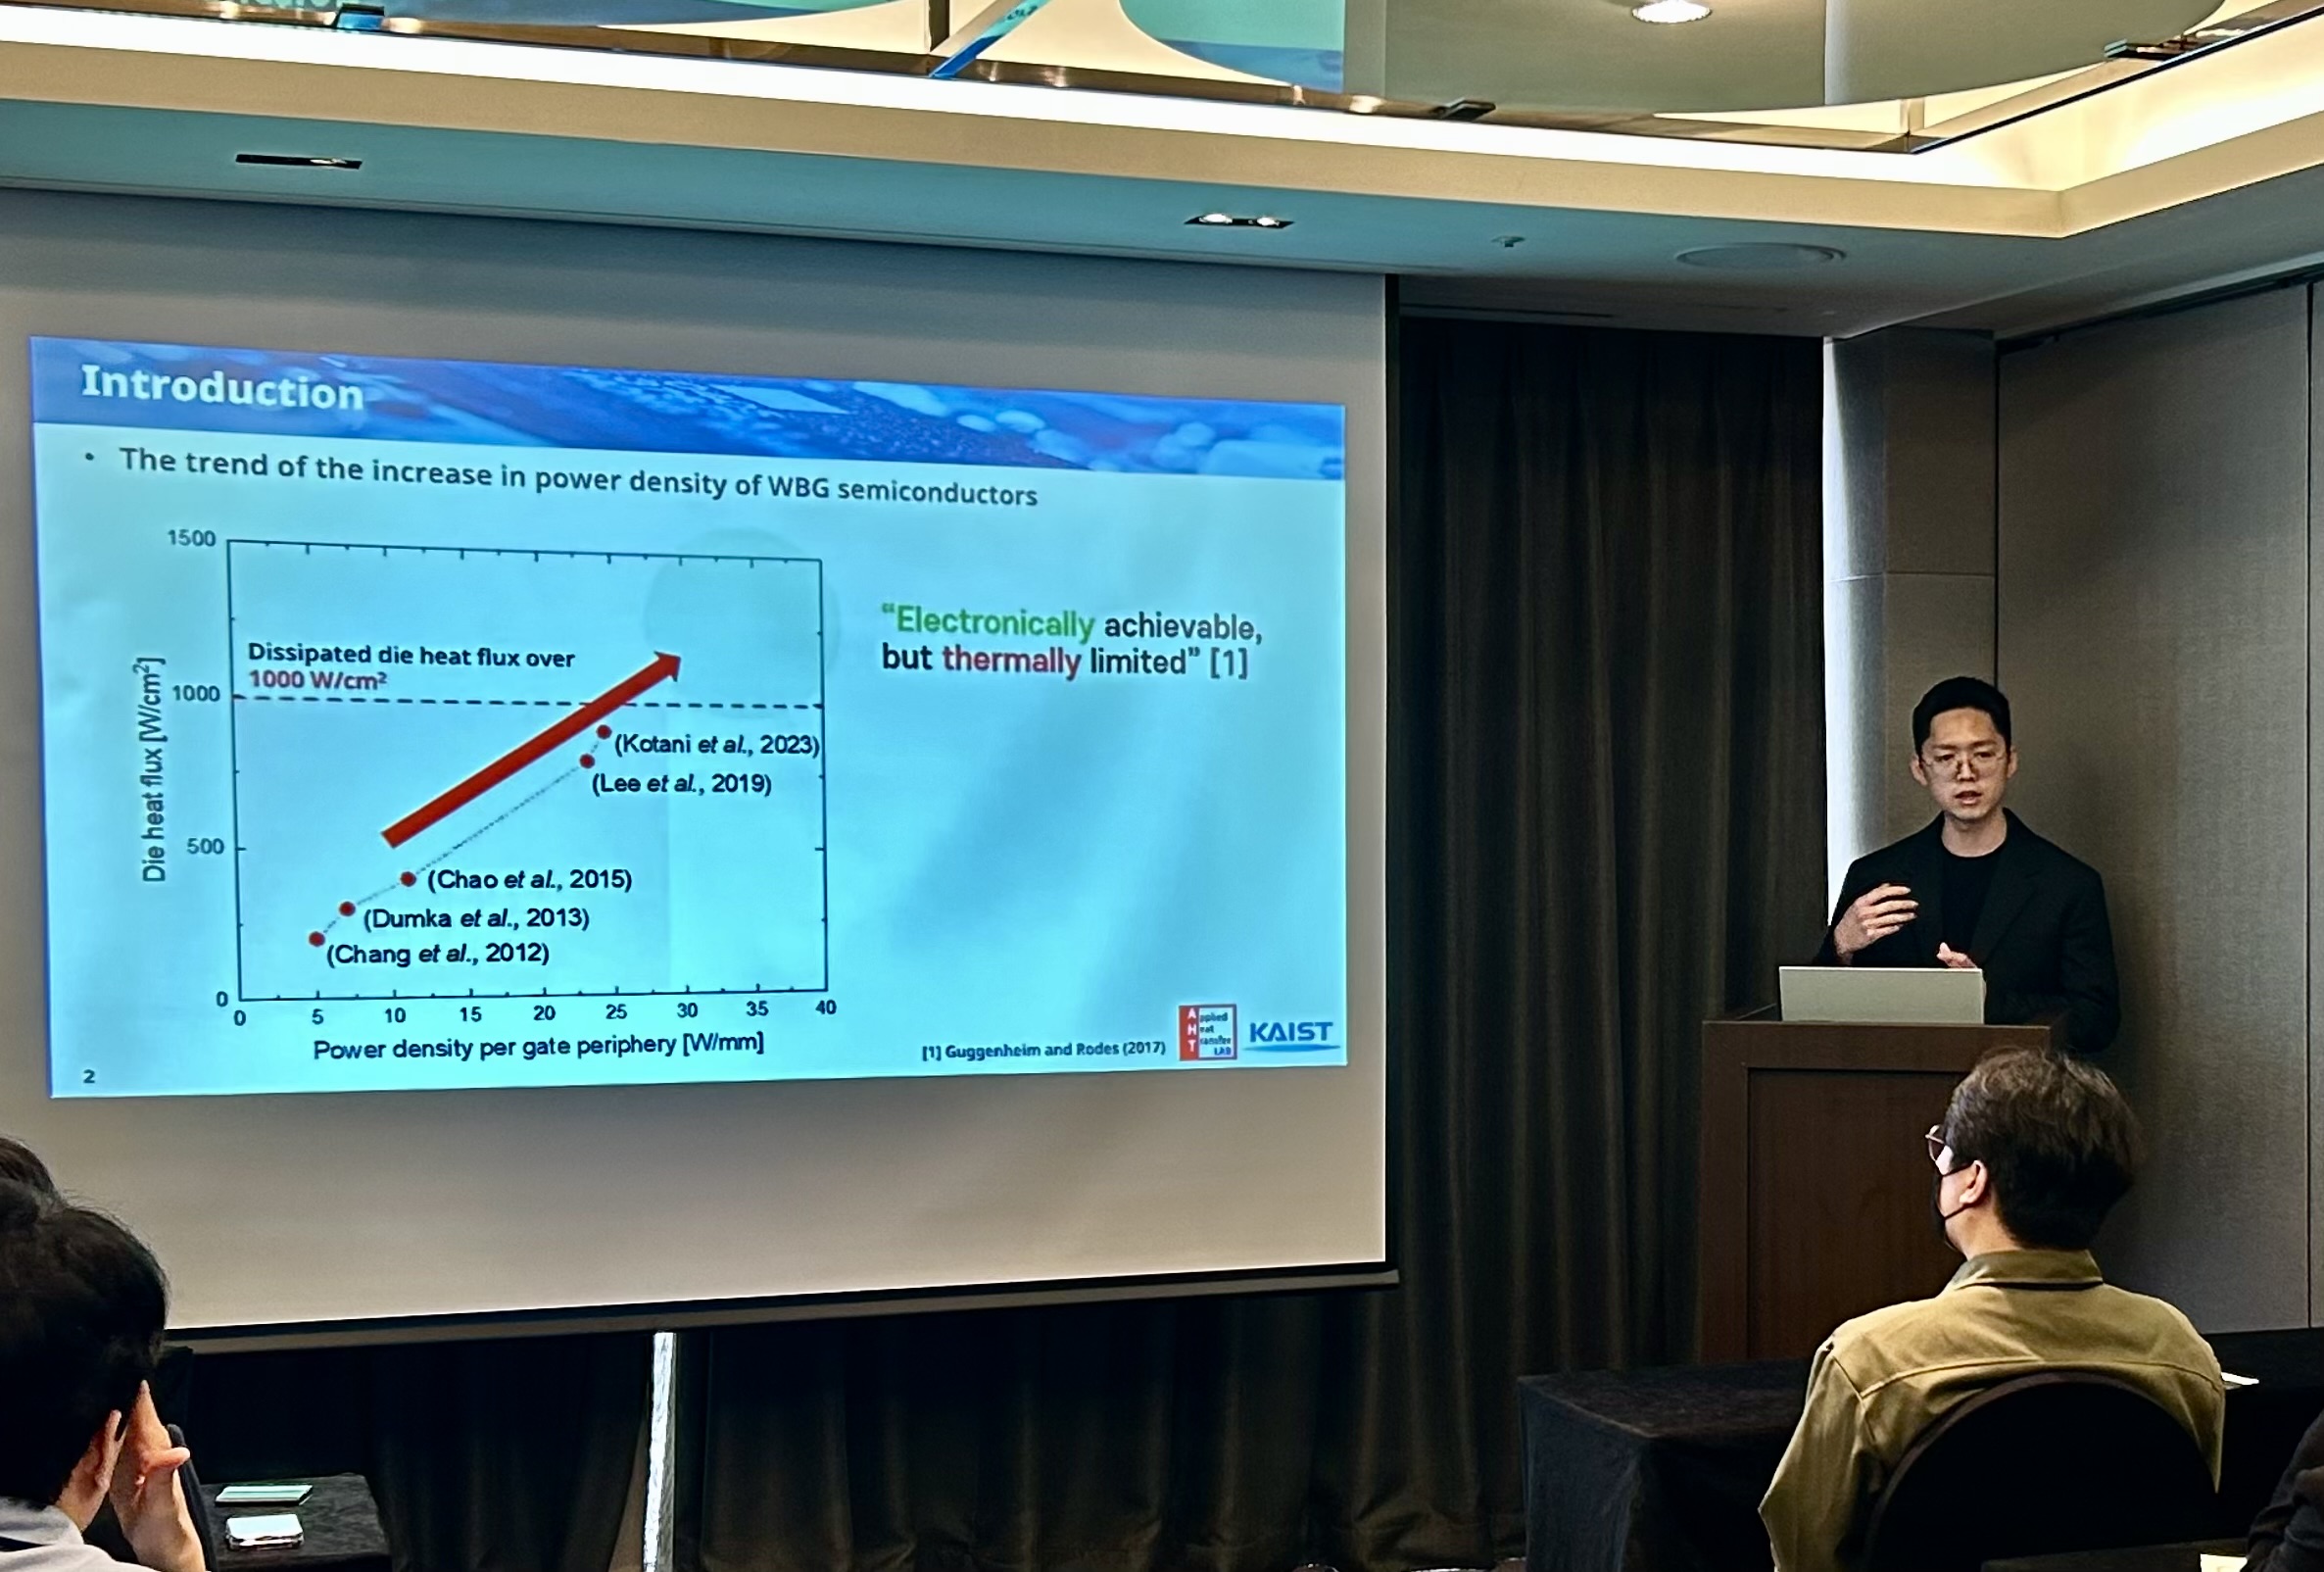 Introduction
• The trend of the increase in power density of WBG semiconductors
1500
1000
500
0
Die heat flux [W/cm²]
Dissipated die heat flux over
1000 W/cm²
(Kotani et al., 2023)
(Lee et al., 2019)
(Chao et al., 2015)
(Dumka et al., 2013)
(Chang et al., 2012)
0 5 10 15 20 25 30 35 40
Power density per gate periphery [W/mm]
"Electronically achievable,
but thermally limited" [1]
[1] Guggenheim and Rodes (2017)
Applied
Heat
Transfer
LAB
KAIST
2